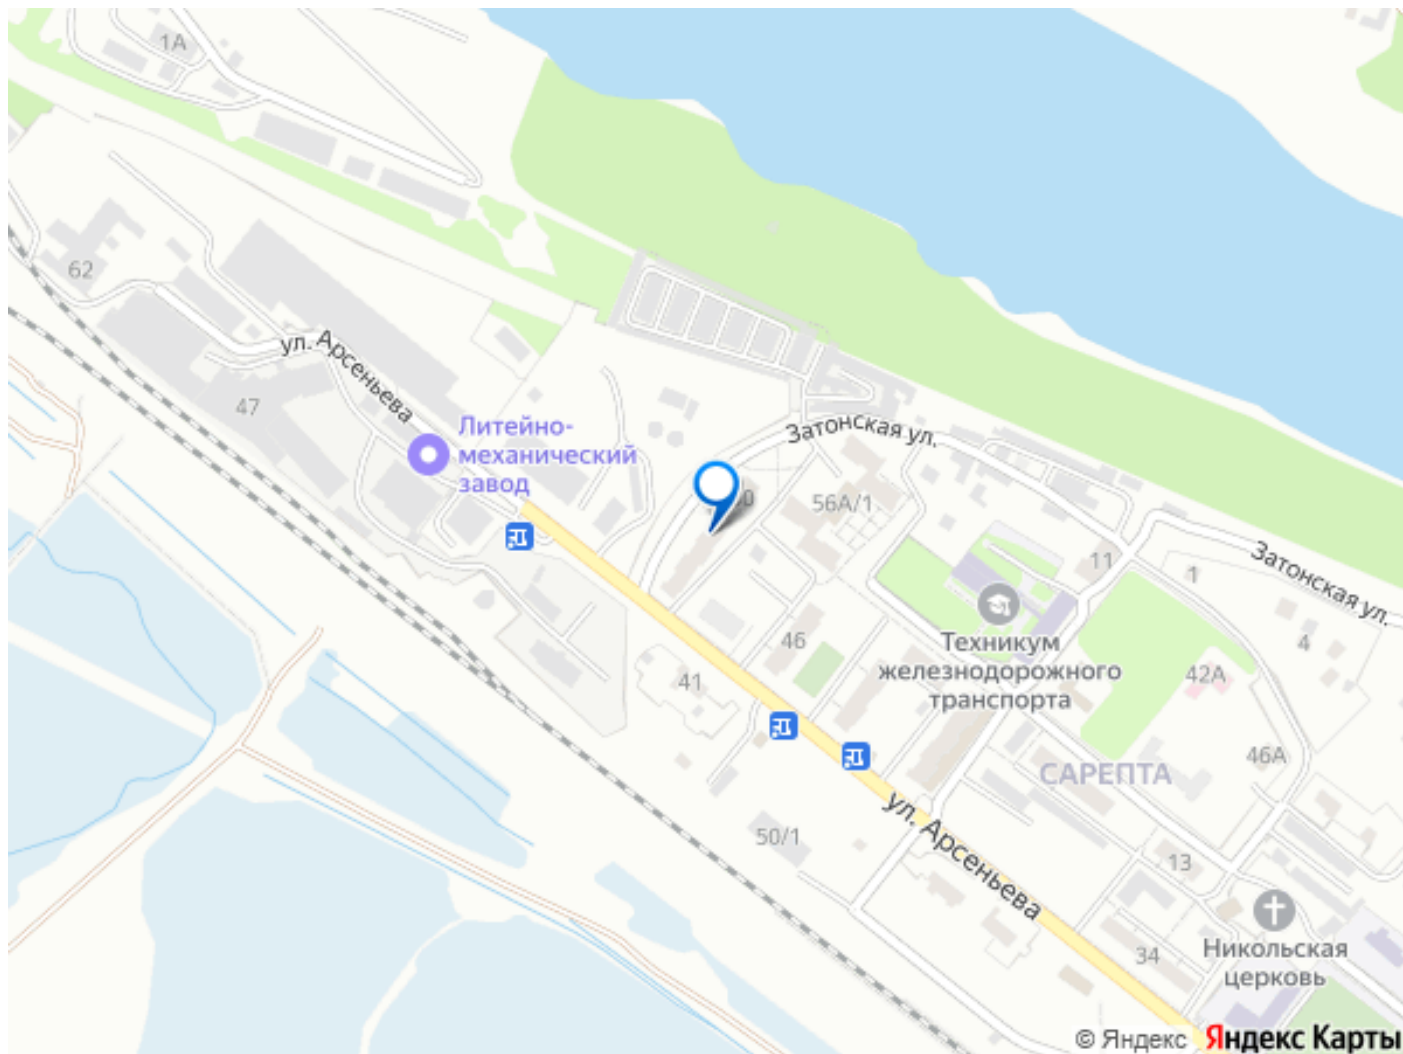 1А
62
ул. Арсеньева
47
Литейно-
механический
завод
Затонская ул.
56А/1
11
1
Затонская ул.
4
Техникум
железнодорожного
транспорта
46
41
42А
46А
САРЕПТА
50/1
ул. Арсеньева
13
34
Никольская
церковь
© Яндекс Яндекс Карты